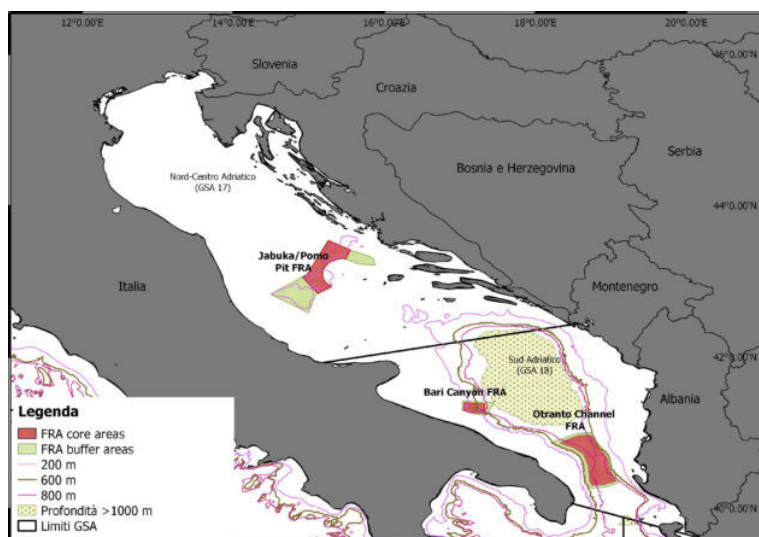 12°0.00'E
14°0.00'E
16°0.00'E
18°0.00'E
20°0.00'E
46°0.00'N
44°0.00'N
42°0.00'N
40°0.00'N
Slovenia
Croazia
Bosnia e Herzegovina
Serbia
Nord-Centro Adriatico
(GSA 17)
Jabuka/Pomo
Pit FRA
Italia
Montenegro
Sud Adriatico
(GSA 18)
Albania
Bari Canyon FRA
Otranto Channel
FRA
Legenda
FRA core areas
FRA buffer areas
200 m
600 m
800 m
Profondità >1000 m
Limiti GSA